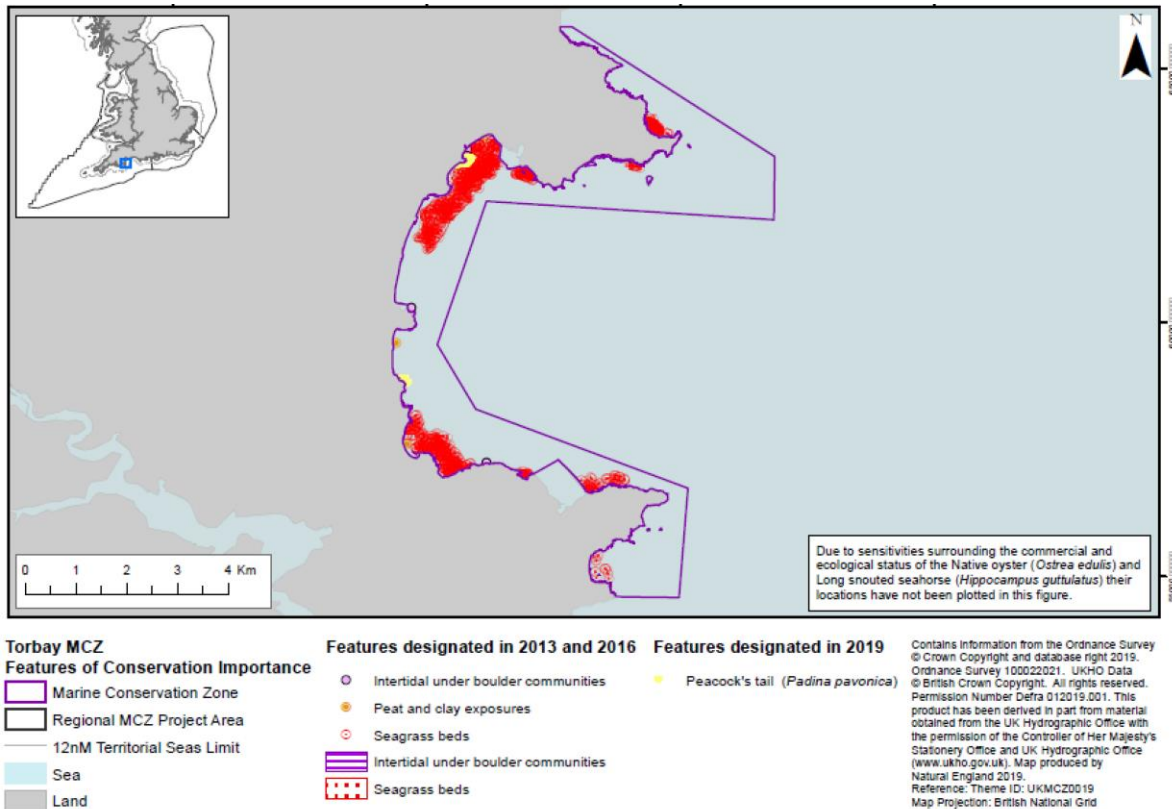 N
0 1 2 3 4 Km
Due to sensitivities surrounding the commercial and
ecological status of the Native oyster (Ostrea edulis) and
Long snouted seahorse (Hippocampus guttulatus) their
locations have not been plotted in this figure.
Torbay MCZ
Features of Conservation Importance
Marine Conservation Zone
Regional MCZ Project Area
12nM Territorial Seas Limit
Sea
Land
Features designated in 2013 and 2016
Intertidal under boulder communities
Peat and clay exposures
Seagrass beds
Intertidal under boulder communities
Seagrass beds
Features designated in 2019
Peacock's tail (Padina pavonica)
Contains information from the Ordnance Survey
© Crown Copyright and database right 2019.
Ordnance Survey 100022021. UKHO Data
© British Crown Copyright. All rights reserved.
Permission Number Defra 012019.001. This
product has been derived in part from material
obtained from the UK Hydrographic Office with
the permission of the Controller of Her Majesty's
Stationery Office and UK Hydrographic Office
(www.ukho.gov.uk). Map produced by
Natural England 2019.
Reference: Theme ID: UKMCZ0019
Map Projection: British National Grid